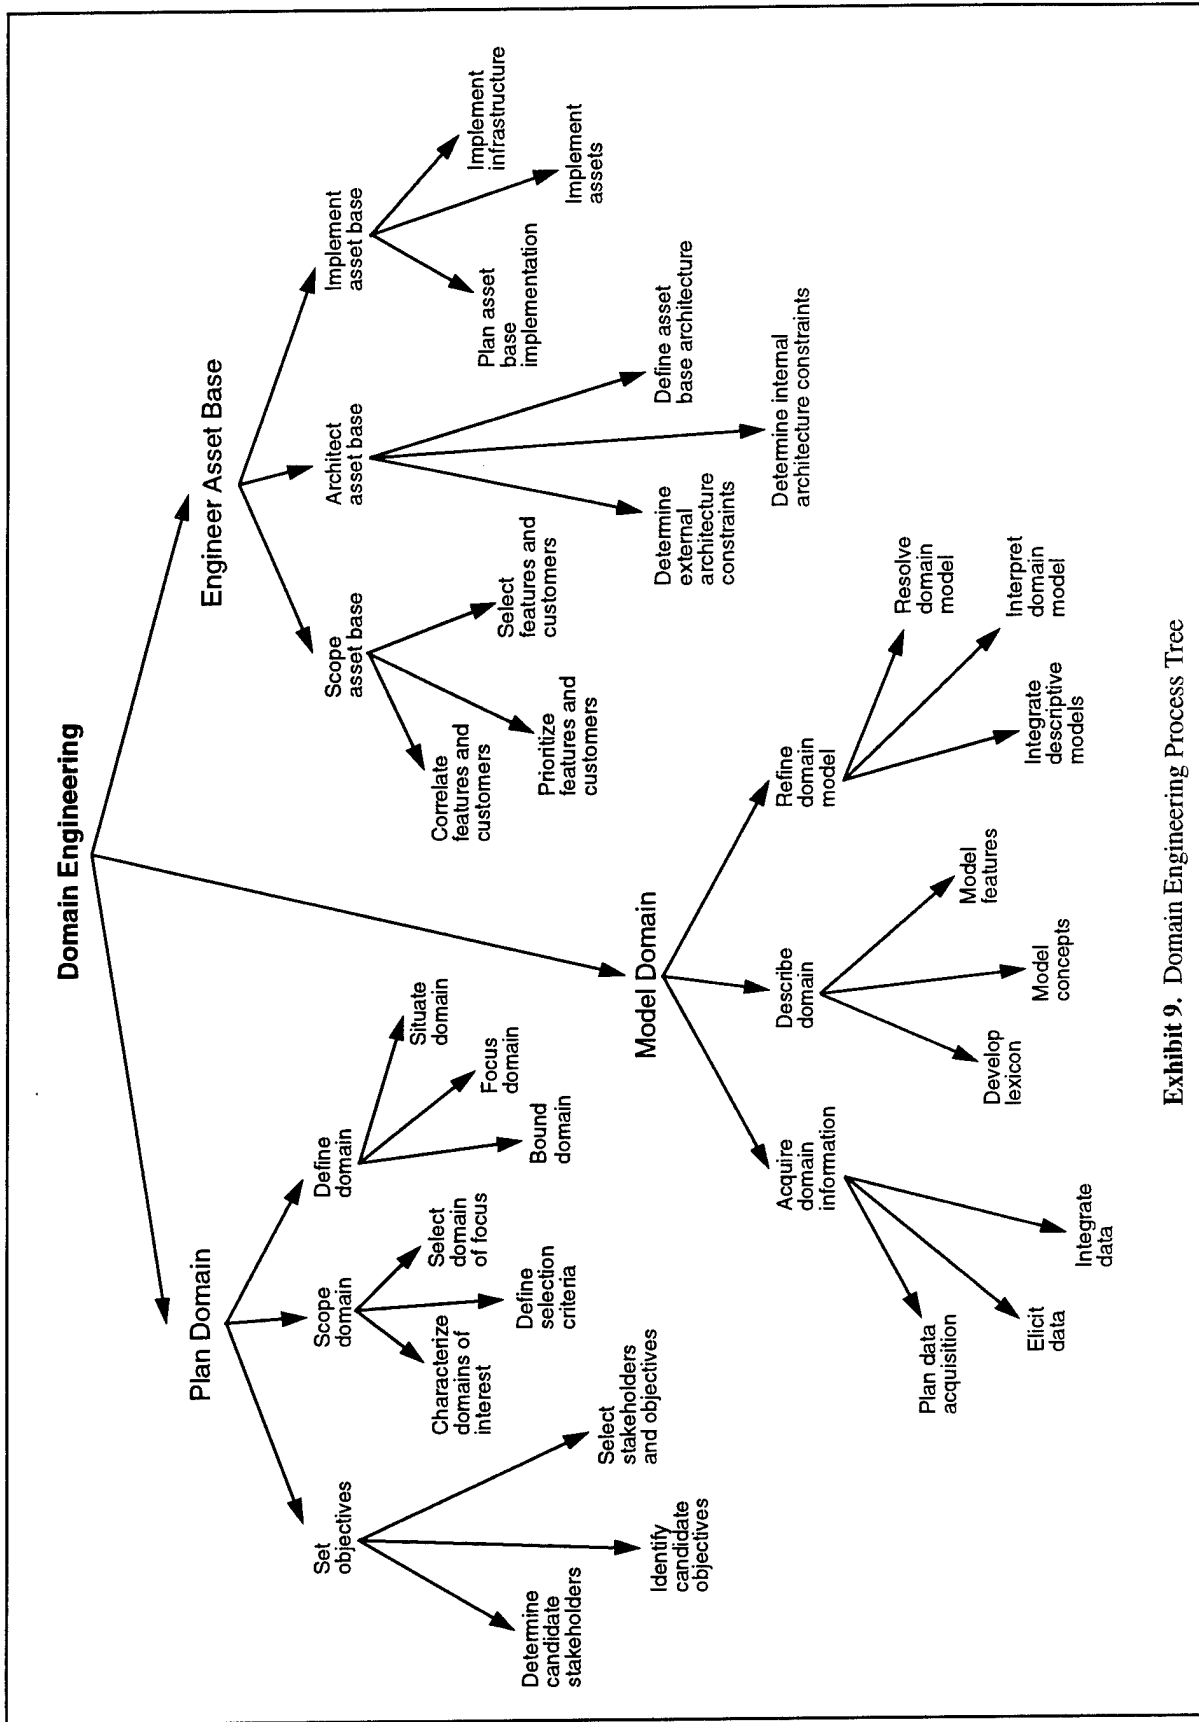 Domain Engineering
Plan Domain
Engineer Asset Base
Set
objectives
Scope
domain
Define
domain
Scope
asset base
Architect
asset base
Implement
asset base
Determine
candidate
stakeholders
Identify
candidate
objectives
Select
stakeholders
and objectives
Characterize
domains of
interest
Define
selection
criteria
Select
domain
of focus
Bound
domain
Focus
domain
Situate
domain
Correlate
features and
customers
Prioritize
features and
customers
Select
features and
customers
Determine
external
architecture
constraints
Determine internal
architecture constraints
Define asset
base architecture
Plan asset
base
implementation
Implement
assets
Implement
infrastructure
Model Domain
Acquire
domain
information
Describe
domain
Refine
domain
model
Plan data
acquisition
Elicit
data
Integrate
data
Develop
lexicon
Model
concepts
Model
features
Integrate
descriptive
models
Interpret
domain
model
Resolve
domain
model
Exhibit 9. Domain Engineering Process Tree